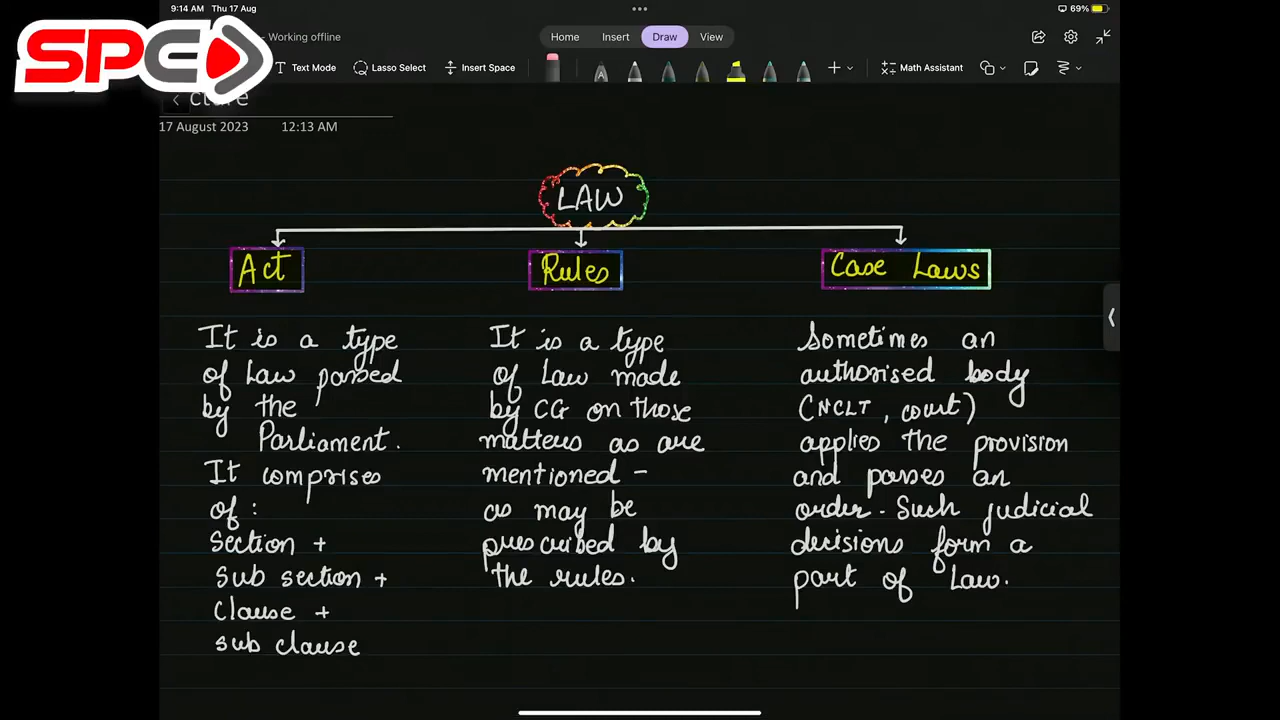 9:14 AM Thu 17 Aug
69%
SPC
Working offline
Home Insert Draw View
Text Mode Lasso Select Insert Space Math Assistant
cture
17 August 2023 12:13 AM
LAW
Act
Rules
Case Laws
It is a type
of Law passed
by the
Parliament.
It comprises
of:
Section +
Sub section +
Clause +
sub clause
It is a type
of Law made
by CG on those
matters as are
mentioned -
as may be
prescribed by
the rules.
Sometimes an
authorised body
(NCLT, court)
applies the provision
and passes an
order. Such judicial
decisions form a
part of Law.